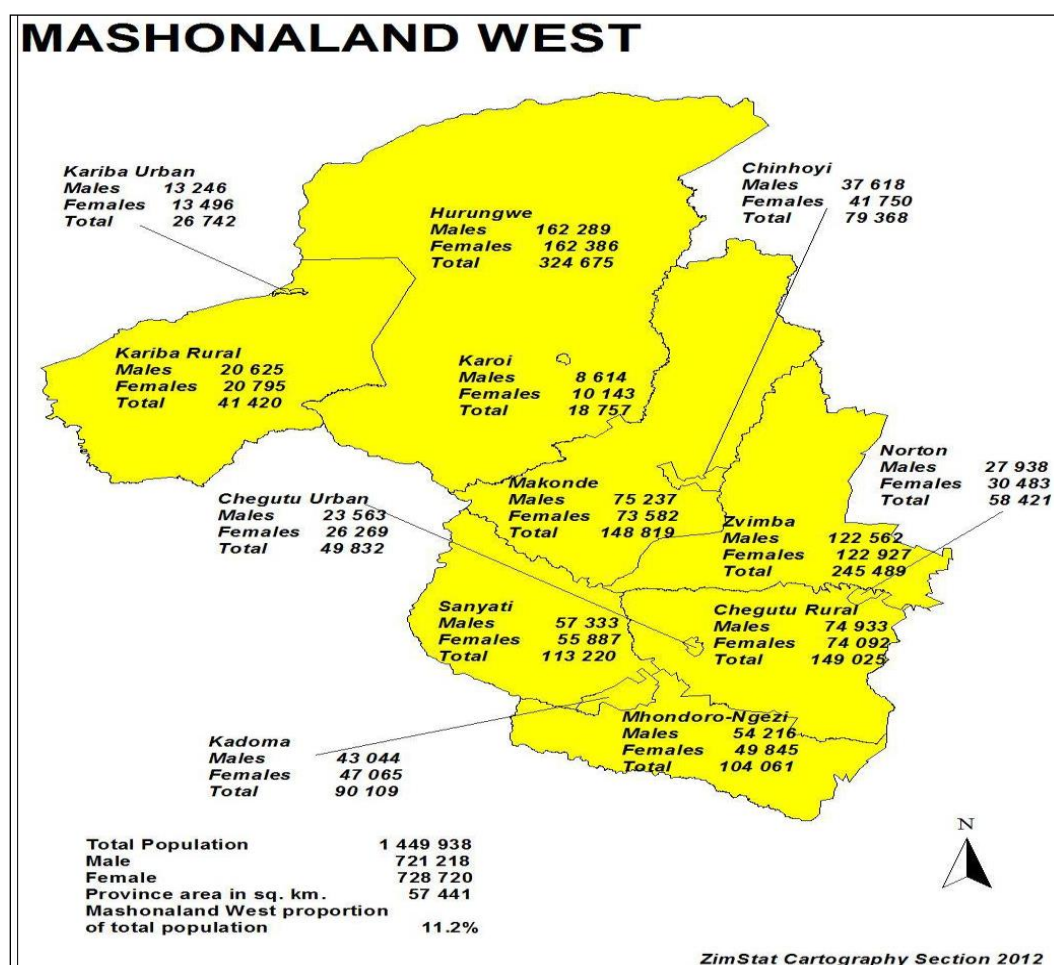 MASHONALAND WEST
Kariba Urban
Males 13 246
Females 13 496
Total 26 742
Chinhoyi
Males 37 618
Females 41 750
Total 79 368
Hurungwe
Males 162 289
Females 162 386
Total 324 675
Kariba Rural
Males 20 625
Females 20 795
Total 41 420
Karoi
Males 8 614
Females 10 143
Total 18 757
Norton
Males 27 938
Females 30 483
Total 58 421
Makonde
Males 75 237
Females 73 582
Total 148 819
Chegutu Urban
Males 23 563
Females 26 269
Total 49 832
Zvimba
Males 122 562
Females 122 927
Total 245 489
Sanyati
Males 57 333
Females 55 887
Total 113 220
Chegutu Rural
Males 74 933
Females 74 092
Total 149 025
Mhondoro-Ngezi
Males 54 216
Females 49 845
Total 104 061
Kadoma
Males 43 044
Females 47 065
Total 90 109
Total Population 1 449 938
Male 721 218
Female 728 720
Province area in sq. km. 57 441
Mashonaland West proportion
of total population 11.2%
N
ZimStat Cartography Section 2012